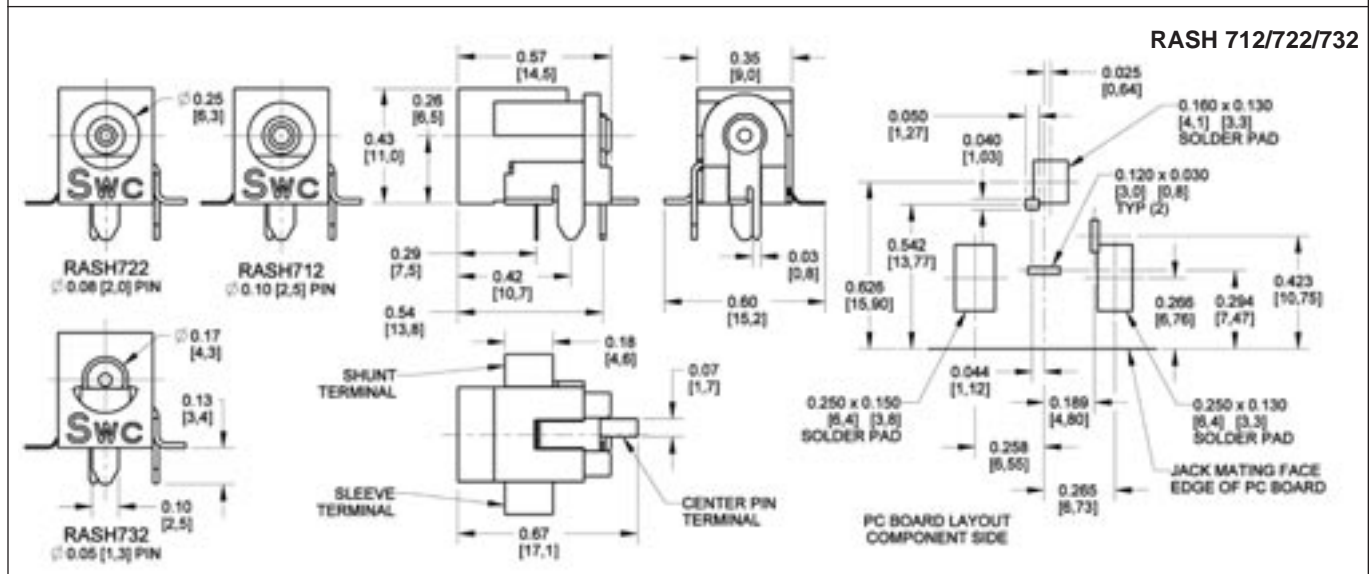 RASH 712/722/732
0.57
[14,5]
0.35
[9,0]
0.025
[0,64]
Ø 0.25
[6,3]
0.26
[6,5]
0.43
[11,0]
0.050
[1,27]
0.040
[1,03]
0.160 x 0.130
[4,1] [3,3]
SOLDER PAD
0.120 x 0.030
[3,0] [0,8]
TYP (2)
Swc
Swc
RASH722
Ø 0.08 [2,0] PIN
RASH712
Ø 0.10 [2,5] PIN
0.29
[7,5]
0.42
[10,7]
0.54
[13,8]
0.03
[0,8]
0.60
[15,2]
0.542
[13,77]
0.626
[15,90]
0.266
[6,76]
0.294
[7,47]
0.423
[10,75]
Ø 0.17
[4,3]
0.13
[3,4]
Swc
0.10
[2,5]
RASH732
Ø 0.05 [1,3] PIN
0.18
[4,6]
SHUNT
TERMINAL
0.07
[1,7]
SLEEVE
TERMINAL
CENTER PIN
TERMINAL
0.67
[17,1]
0.044
[1,12]
0.250 x 0.150
[6,4] [3,8]
SOLDER PAD
0.189
[4,80]
0.250 x 0.130
[6,4] [3,3]
SOLDER PAD
0.258
[6,55]
0.265
[6,73]
JACK MATING FACE
EDGE OF PC BOARD
PC BOARD LAYOUT
COMPONENT SIDE